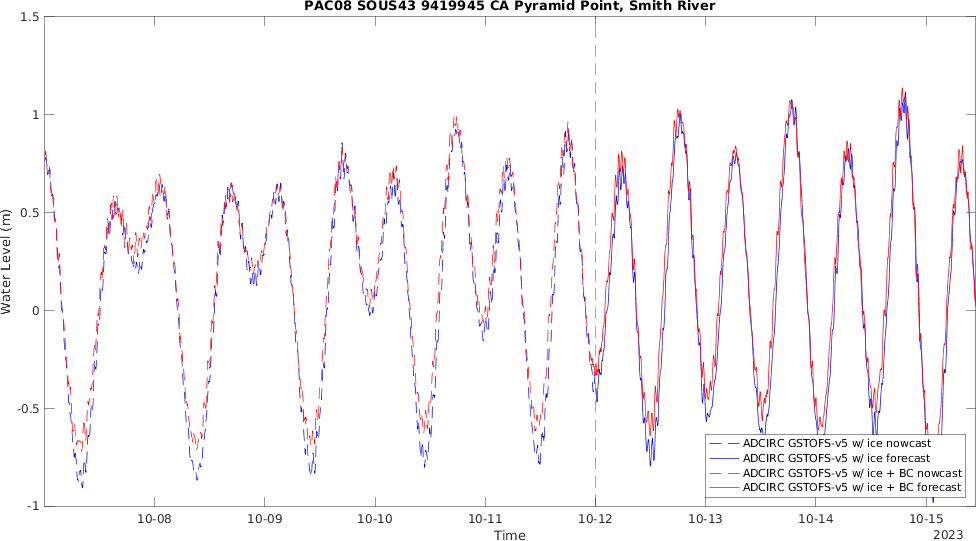 PAC08 SOUS43 9419945 CA Pyramid Point, Smith River
1.5
1
0.5
0
-0.5
-1
Water Level (m)
10-08
10-09
10-10
10-11
10-12
10-13
10-14
10-15
Time
2023
ADCIRC GSTOFS-v5 w/ ice nowcast
ADCIRC GSTOFS-v5 w/ ice forecast
ADCIRC GSTOFS-v5 w/ ice + BC nowcast
ADCIRC GSTOFS-v5 w/ ice + BC forecast